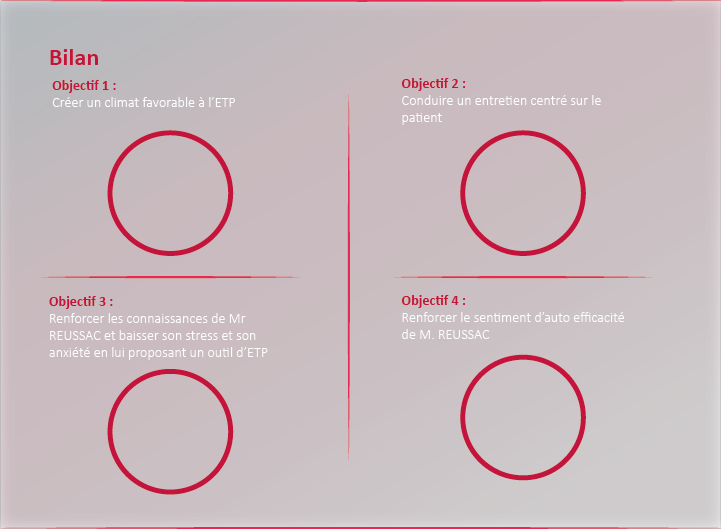 Bilan
Objectif 1 :
Créer un climat favorable à l'ETP
Objectif 2 :
Conduire un entretien centré sur le
patient
Objectif 3 :
Renforcer les connaissances de Mr
REUSSAC et baisser son stress et son
anxiété en lui proposant un outil d'ETP
Objectif 4 :
Renforcer le sentiment d'auto efficacité
de M. REUSSAC